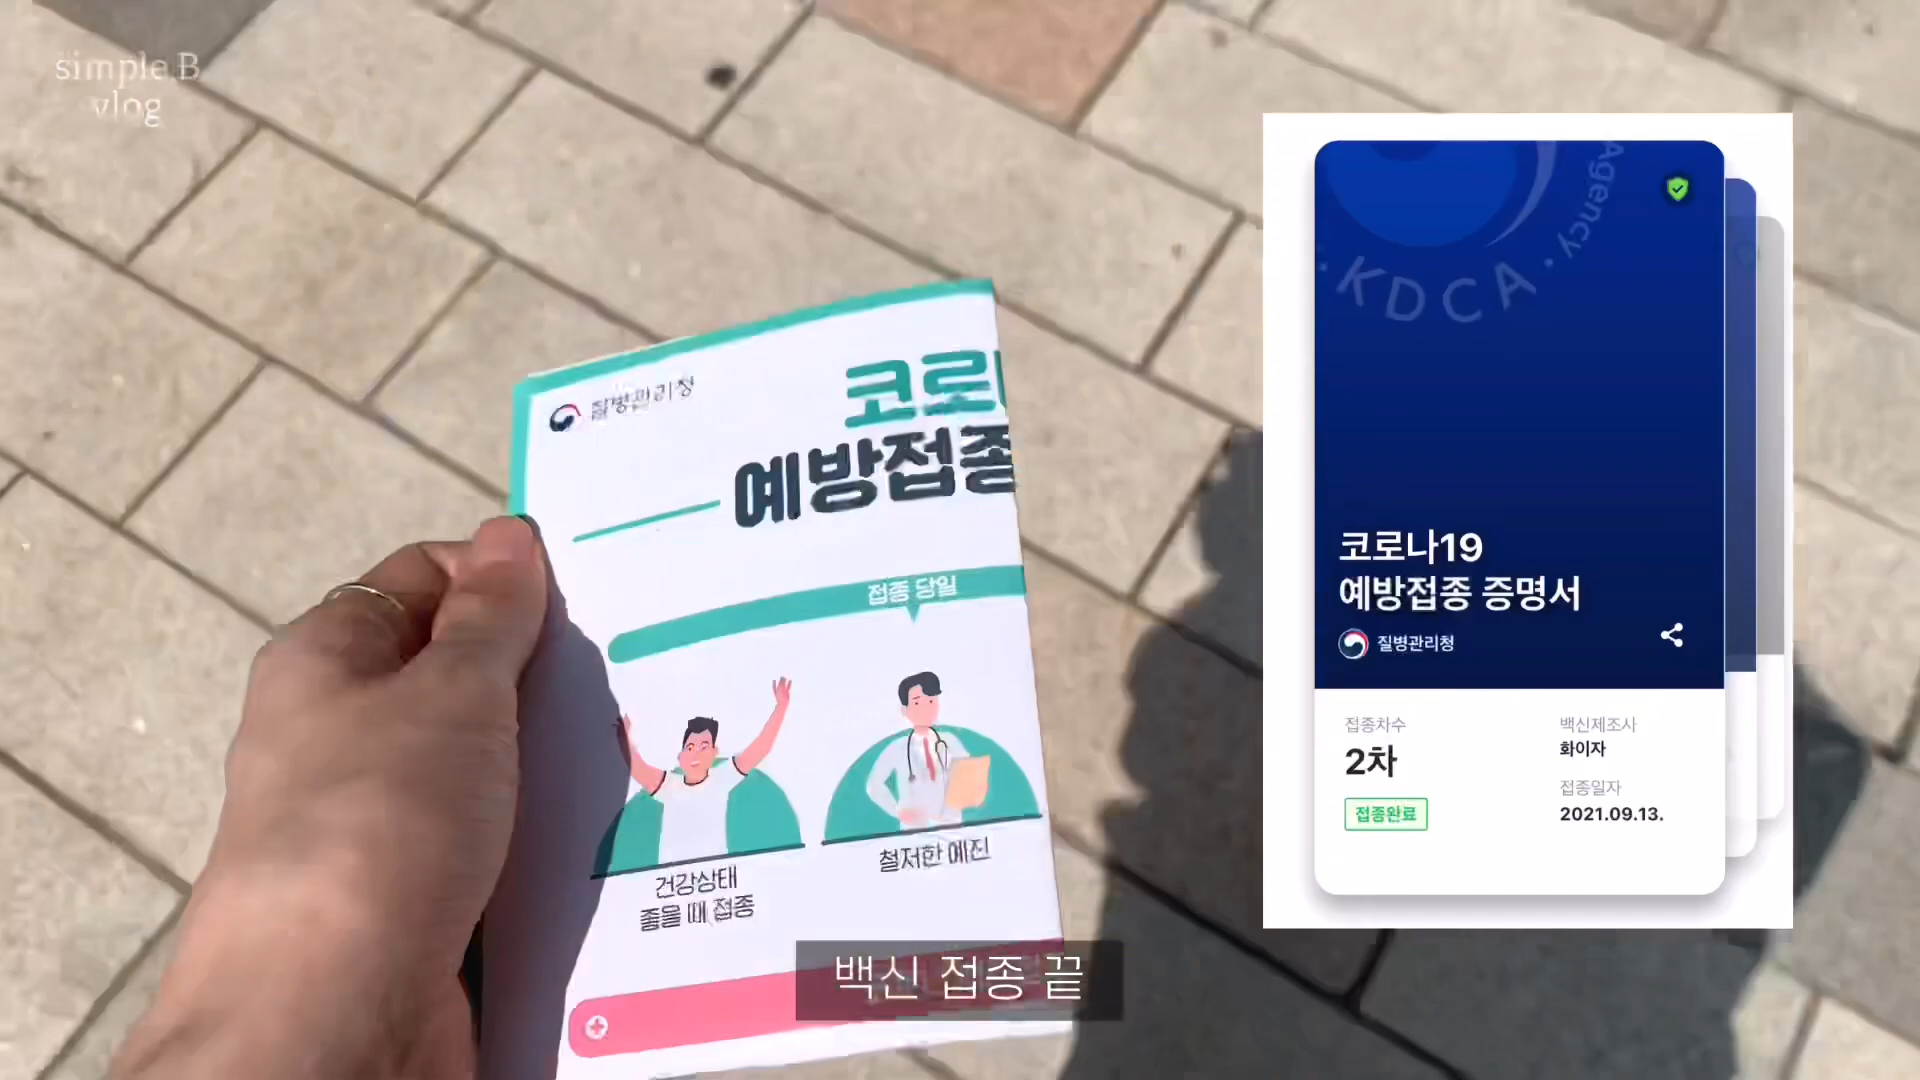 simple.B
vlog
질병관리청
코로나
예방접종
접종 당일
건강상태
좋을 때 접종
철저한 예진
Agency
KDCA
코로나19
예방접종 증명서
질병관리청
접종차수
2차
접종완료
백신제조사
화이자
접종일자
2021.09.13.
백신 접종 끝